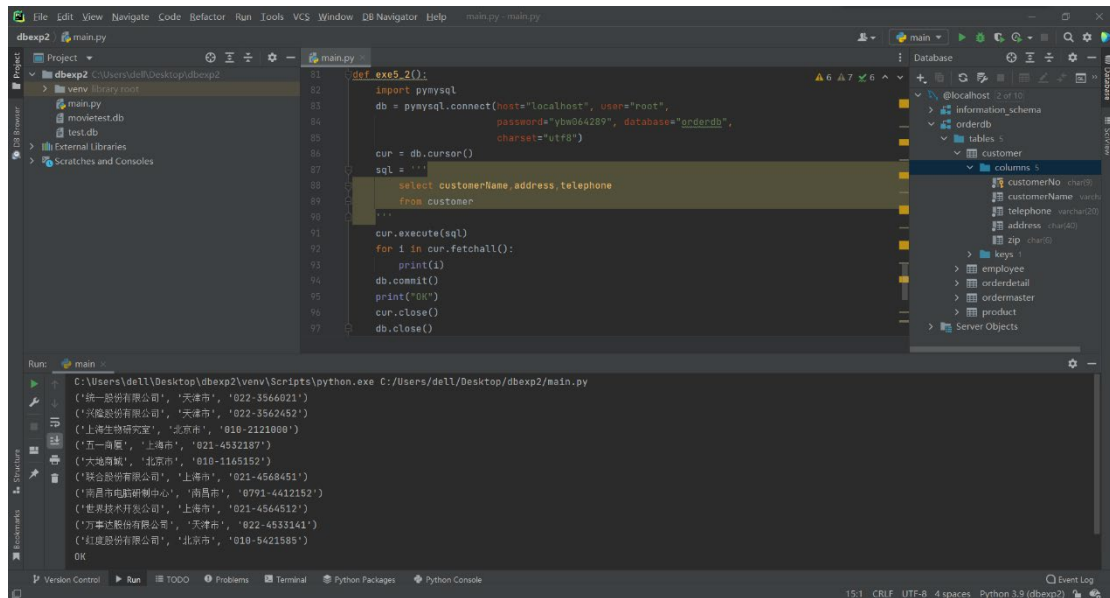 File Edit View Navigate Code Refactor Run Tools VCS Window DB Navigator Help main.py - main.py
dbexp2 main.py
main
Project
main.py
6 7 6
Database
dbexp2 C:\Users\dell\Desktop\dbexp2
venv library root
main.py
movietest.db
test.db
External Libraries
Scratches and Consoles
81 def exe5_2():
82 import pymysql
83 db = pymysql.connect(host="localhost", user="root",
84 password="ybw064289", database="orderdb",
85 charset="utf8")
86 cur = db.cursor()
87 sql = '''
88 select customerName,address,telephone
89 from customer
90 '''
91 cur.execute(sql)
92 for i in cur.fetchall():
93 print(i)
94 db.commit()
95 print("OK")
96 cur.close()
97 db.close()
@localhost 2 of 10
information_schema
orderdb
tables 5
customer
columns 5
customerNo char(9)
customerName varch
telephone varchar(20)
address char(40)
zip char(6)
keys 1
employee
orderdetail
ordermaster
product
Server Objects
Project
DB Browser
Structure
Bookmarks
Database
SciView
Run: main
C:\Users\dell\Desktop\dbexp2\venv\Scripts\python.exe C:/Users/dell/Desktop/dbexp2/main.py
('统一股份有限公司', '天津市', '022-3566021')
('兴隆股份有限公司', '天津市', '022-3562452')
('上海生物研究室', '北京市', '010-2121000')
('五一商厦', '上海市', '021-4532187')
('大地商城', '北京市', '010-1165152')
('联合股份有限公司', '上海市', '021-4568451')
('南昌市电脑研制中心', '南昌市', '0791-4412152')
('世界技术开发公司', '上海市', '021-4564512')
('万事达股份有限公司', '天津市', '022-4533141')
('红度股份有限公司', '北京市', '010-5421585')
OK
Version Control Run TODO Problems Terminal Python Packages Python Console Event Log
15:1 CRLF UTF-8 4 spaces Python 3.9 (dbexp2)